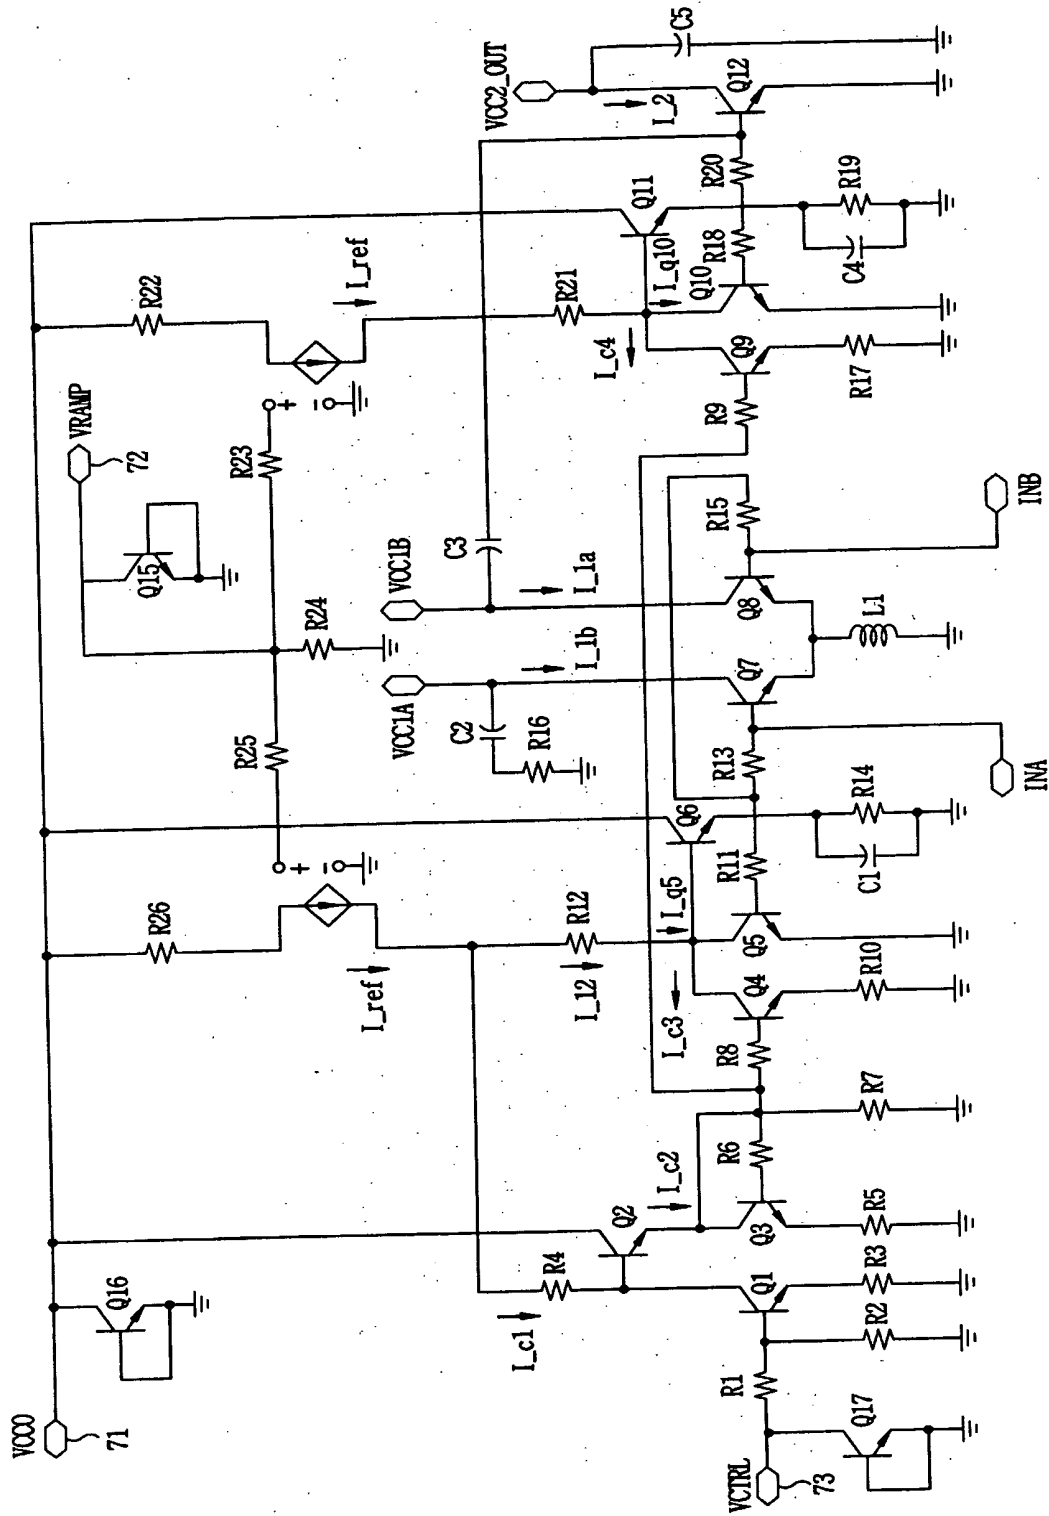 VCC0
71
Q16
VRAMP
72
Q15
R26
R25
R24
R23
R22
I_ref
I_ref
VCC1A
VCC1B
I_1b
I_1a
C2
R16
C3
VCC2_OUT
I_2
C5
I_c1
R4
Q2
I_c2
I_12
R12
I_c3
I_q5
Q6
I_c4
R21
I_q10
Q11
VCTRL
73
R1
Q17
Q1
R2
R3
Q3
R5
R6
R7
R8
Q4
R10
Q5
R11
C1
R14
R13
Q7
Q8
L1
R15
INA
INB
R9
Q9
R17
Q10
R18
C4
R19
R20
Q12